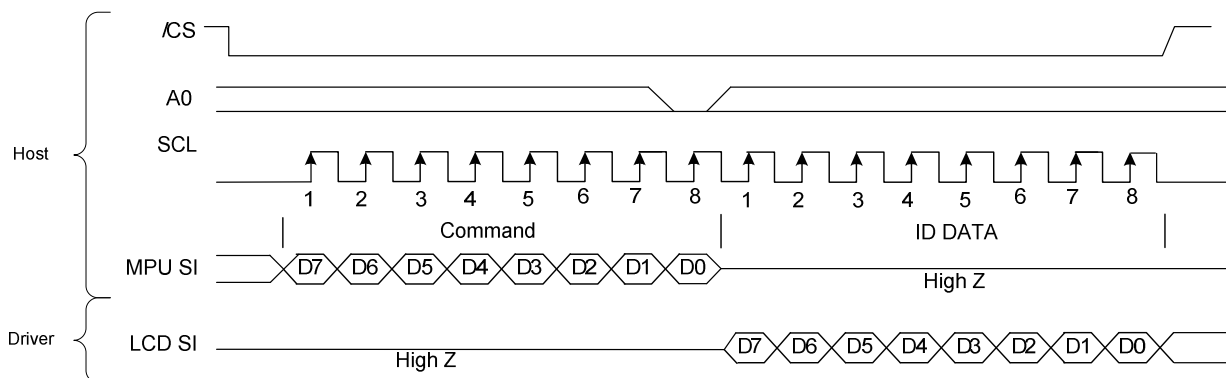 /CS
A0
Host
SCL
1 2 3 4 5 6 7 8 1 2 3 4 5 6 7 8
Command ID DATA
MPU SI D7 D6 D5 D4 D3 D2 D1 D0 High Z
Driver
LCD SI High Z D7 D6 D5 D4 D3 D2 D1 D0